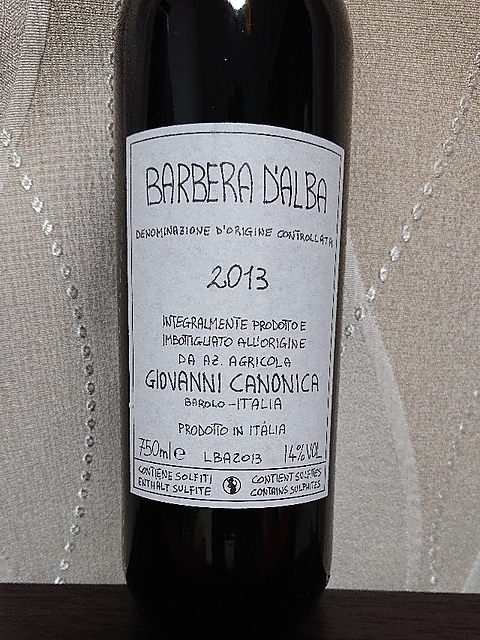 BARBERA D'ALBA
DENOMINAZIONE D'ORIGINE CONTROLLATA
2013
INTEGRALMENTE PRODOTTO E
IMBOTTIGLIATO ALL'ORIGINE
DA AZ. AGRICOLA
GIOVANNI CANONICA
BAROLO - ITALIA
PRODOTTO IN ITALIA
750ml e LBA2013 14% VOL
CONTIENE SOLFITI CONTIENT SULFITES
ENTHALT SULFITE CONTAINS SULPHITES